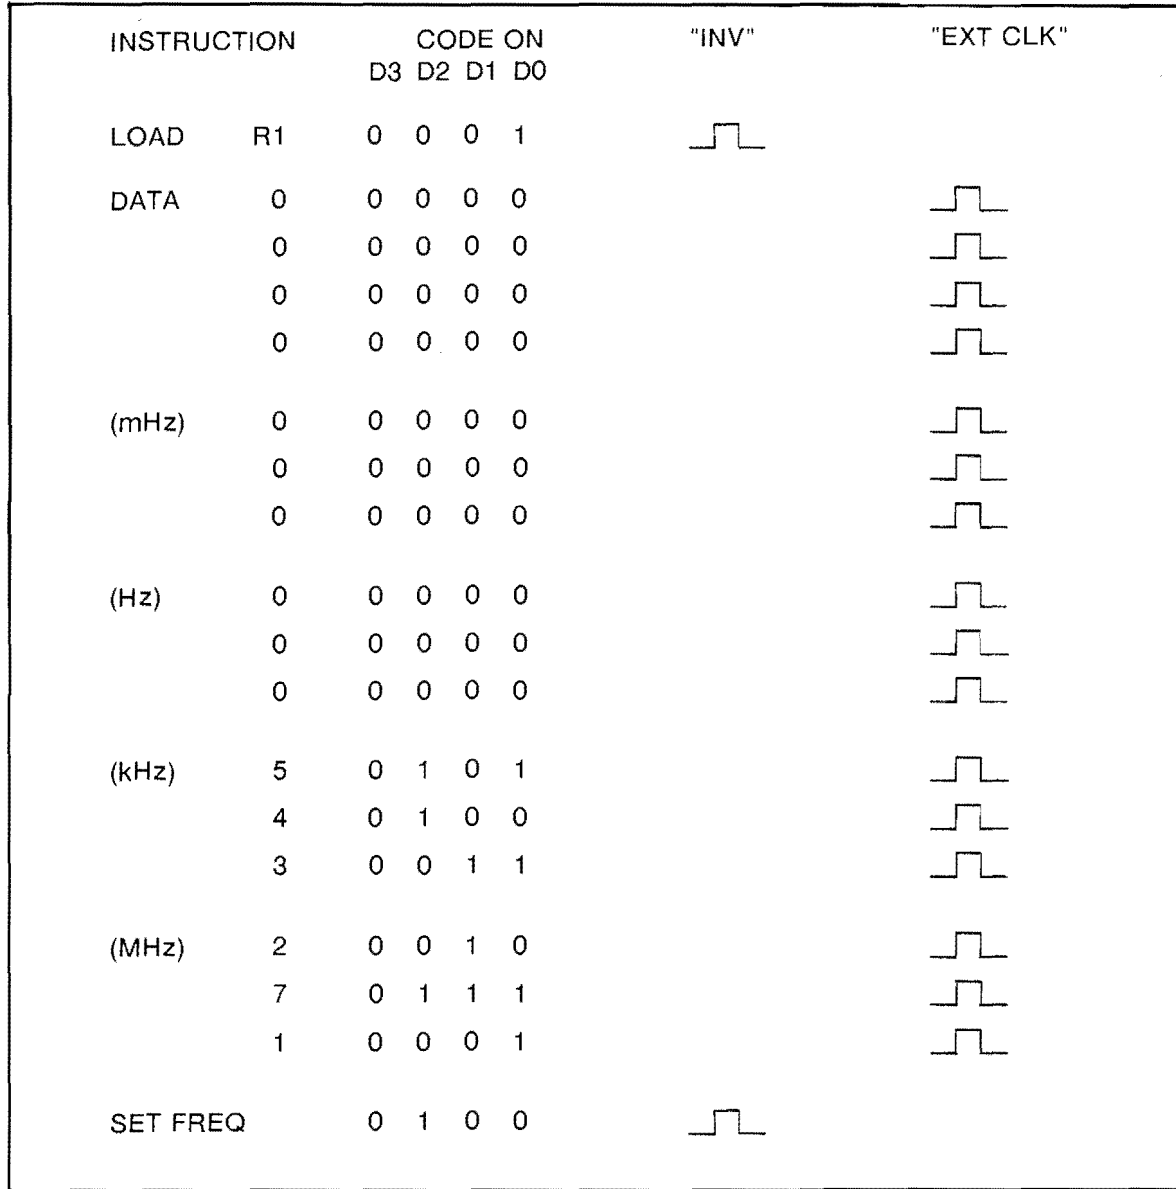 INSTRUCTION CODE ON "INV" "EXT CLK"
D3 D2 D1 D0
LOAD R1 0 0 0 1
DATA 0 0 0 0 0
0 0 0 0 0
0 0 0 0 0
0 0 0 0 0
(mHz) 0 0 0 0 0
0 0 0 0 0
0 0 0 0 0
(Hz) 0 0 0 0 0
0 0 0 0 0
0 0 0 0 0
(kHz) 5 0 1 0 1
4 0 1 0 0
3 0 0 1 1
(MHz) 2 0 0 1 0
7 0 1 1 1
1 0 0 0 1
SET FREQ 0 1 0 0